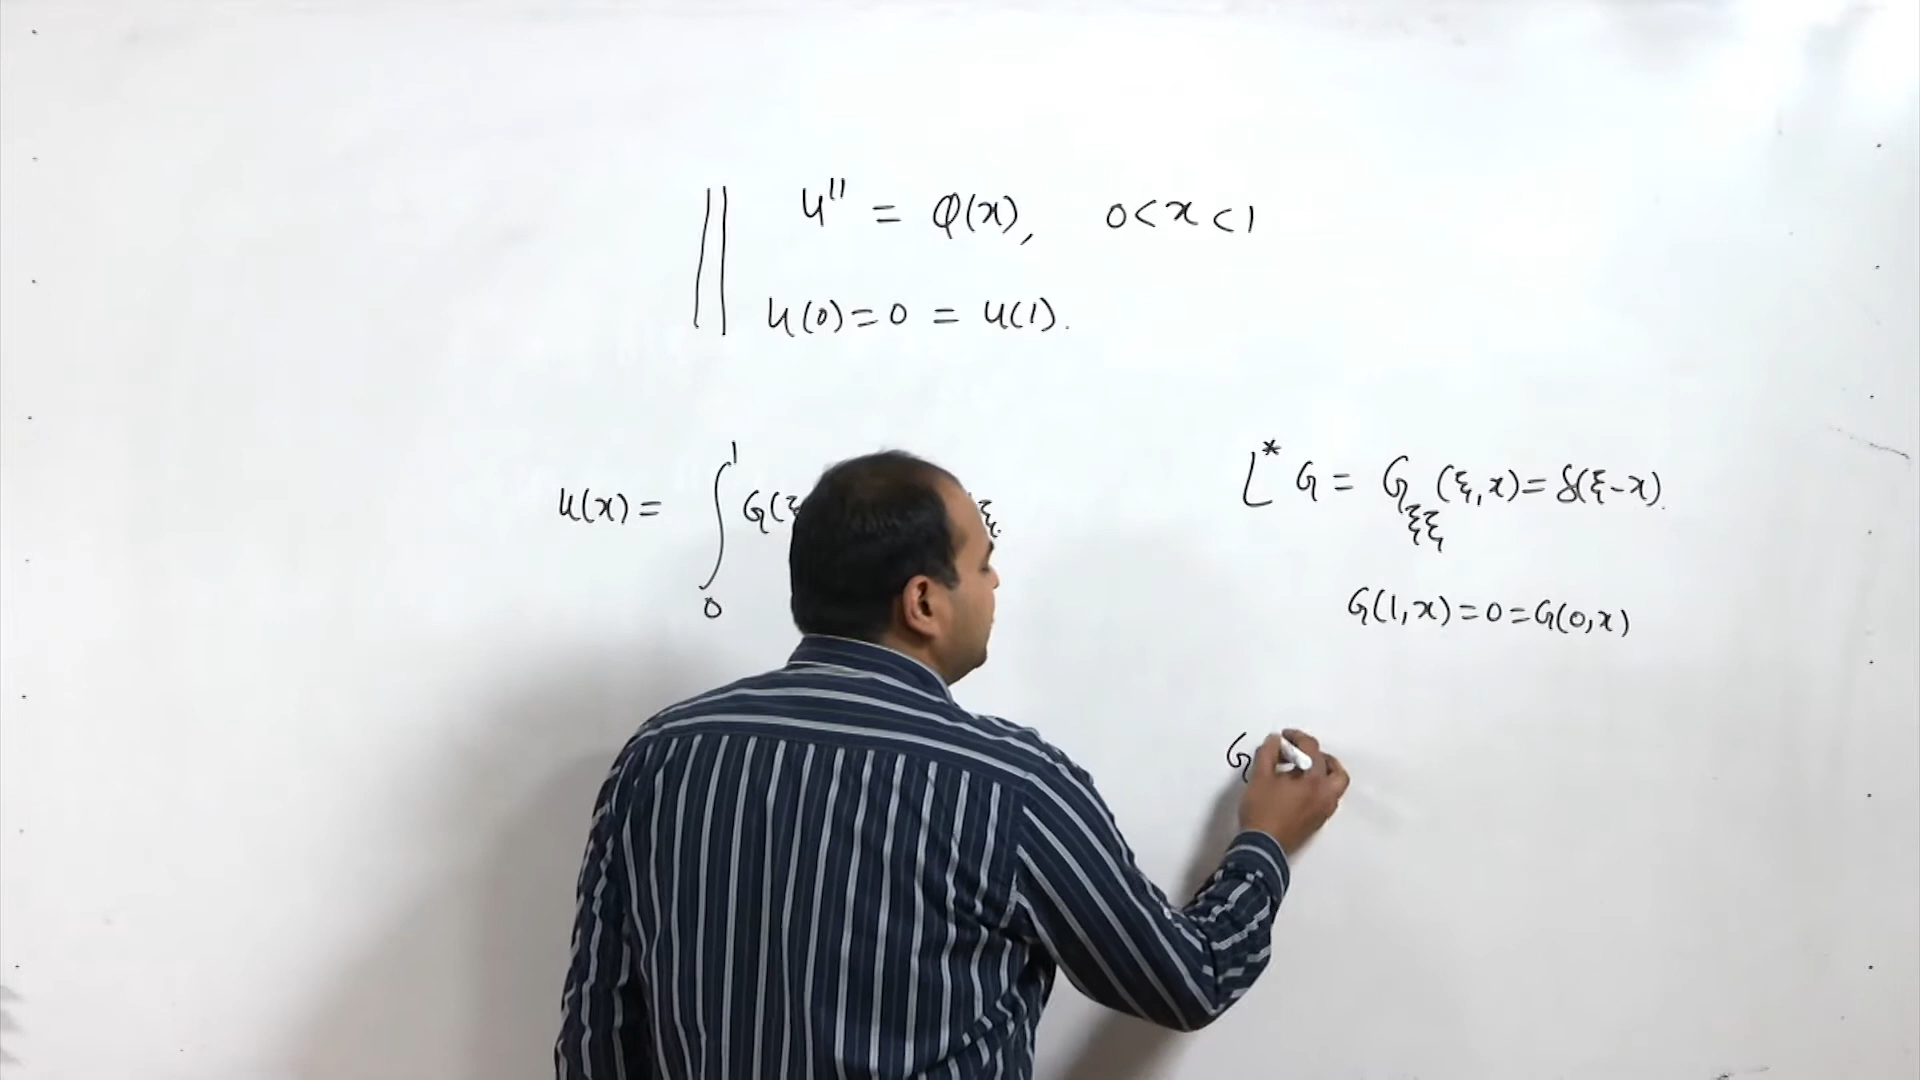 u'' = φ(x), 0 < x < 1
u(0) = 0 = u(1).
u(x) = ∫₀¹ G(ξ ξ.
L* G = G_ξξ (ξ, x) = δ(ξ - x).
G(1, x) = 0 = G(0, x)
G